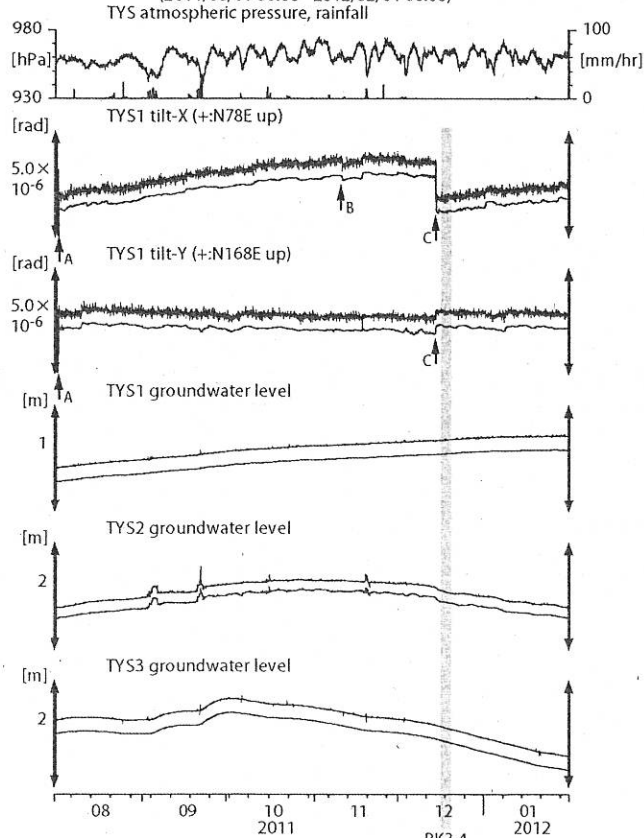 TYS atmospheric pressure, rainfall
980
[hPa]
930
100
[mm/hr]
0
[rad]
TYS1 tilt-X (+:N78E up)
5.0×
10-6
B
C
A
[rad]
TYS1 tilt-Y (+:N168E up)
5.0×
10-6
C
A
[m]
TYS1 groundwater level
1
[m]
TYS2 groundwater level
2
[m]
TYS3 groundwater level
2
08 09 10 11 12 01
2011 2012